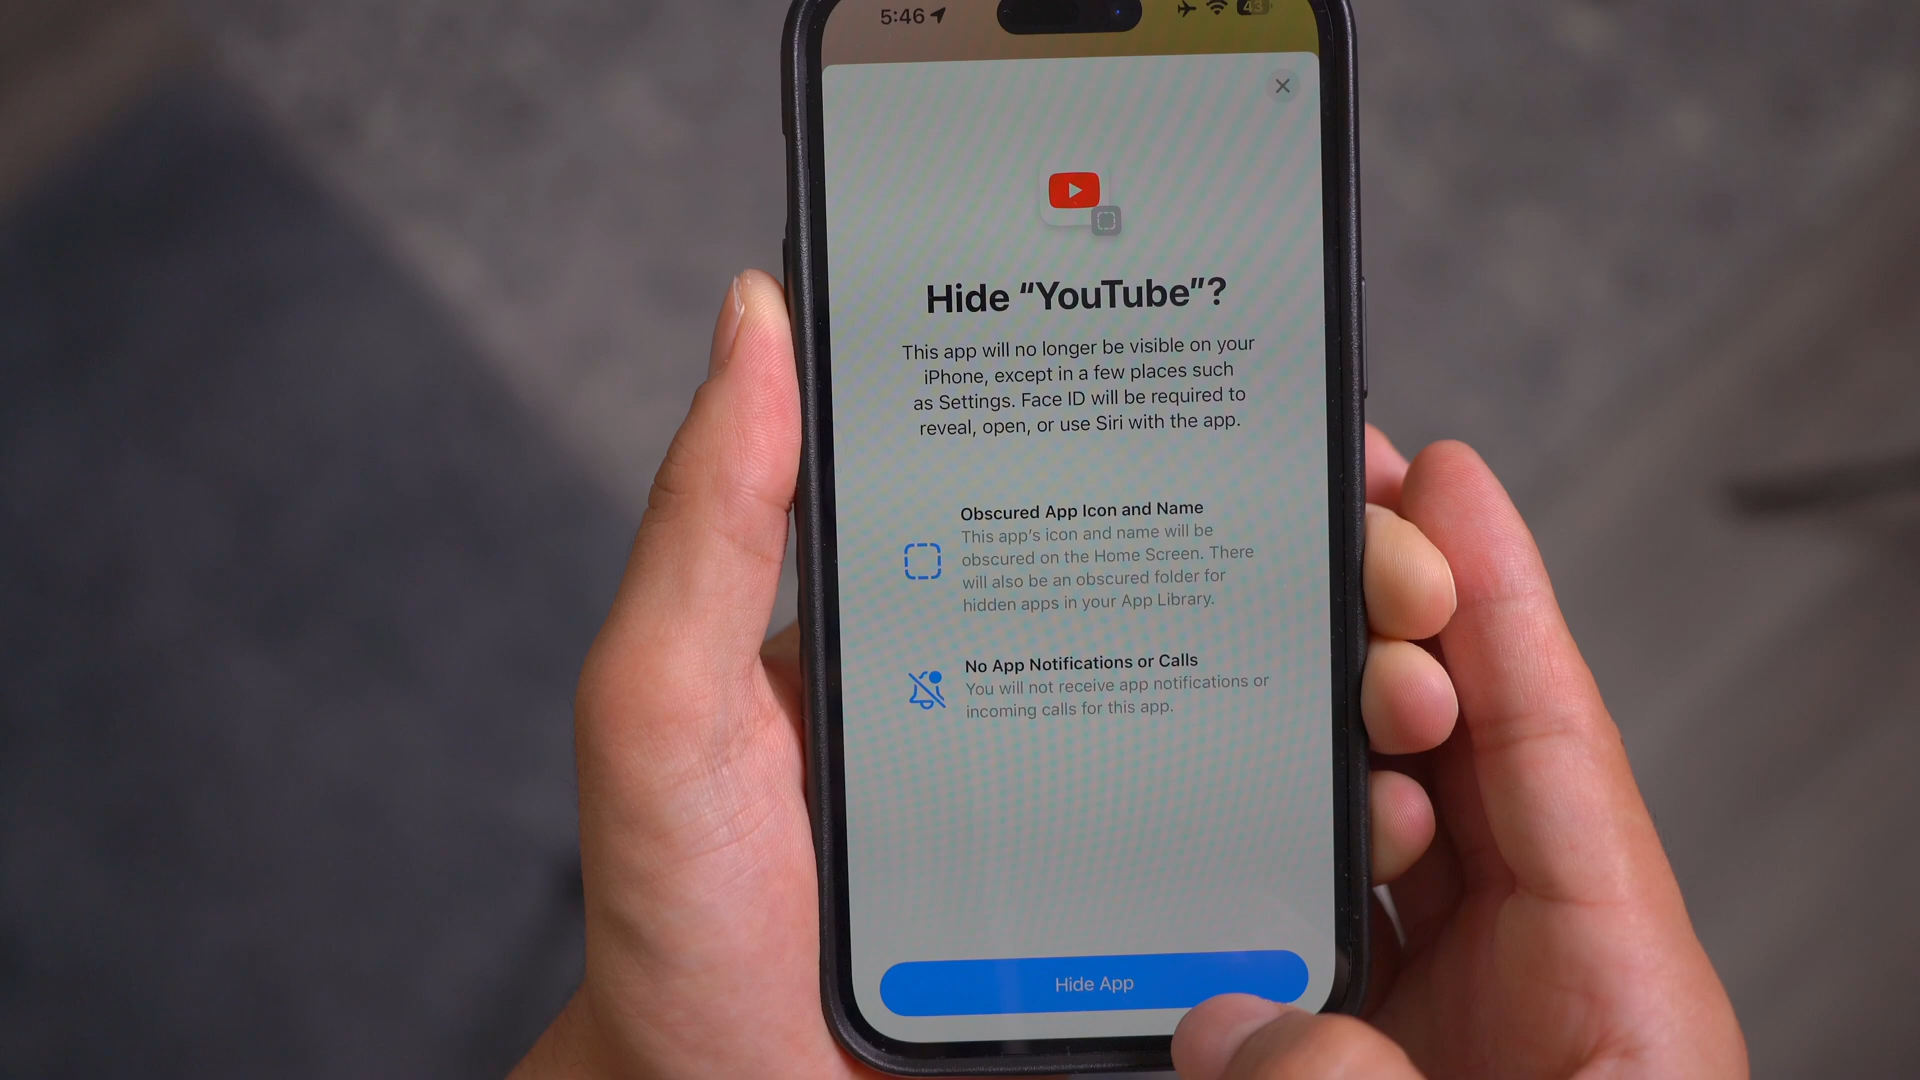 5:46
43
Hide “YouTube”?
This app will no longer be visible on your
iPhone, except in a few places such
as Settings. Face ID will be required to
reveal, open, or use Siri with the app.
Obscured App Icon and Name
This app's icon and name will be
obscured on the Home Screen. There
will also be an obscured folder for
hidden apps in your App Library.
No App Notifications or Calls
You will not receive app notifications or
incoming calls for this app.
Hide App